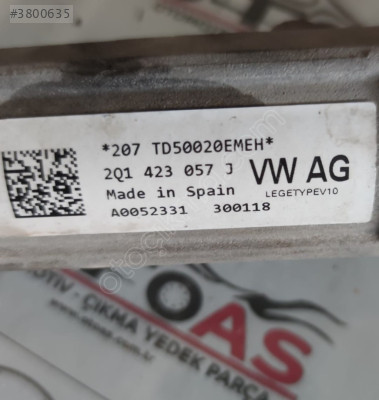 #3800635
*207 TD50020EMEH*
2Q1 423 057 J
VW AG
Made in Spain
LEGETYPEV10
A0052331 300118
OAS
ÇIKMA YEDEK PARÇA